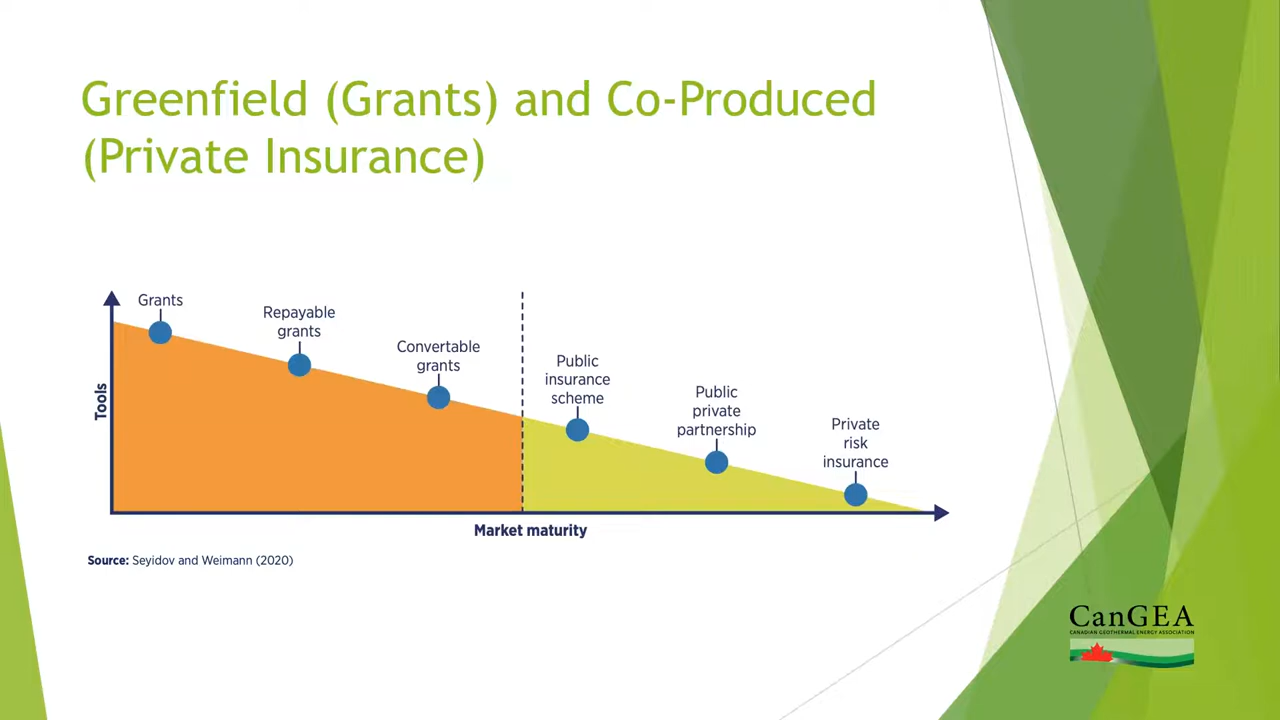 Greenfield (Grants) and Co-Produced
(Private Insurance)
Grants
Repayable
grants
Convertable
grants
Public
insurance
scheme
Public
private
partnership
Private
risk
insurance
Tools
Market maturity
Source: Seyidov and Weimann (2020)
CanGEA
CANADIAN GEOTHERMAL ENERGY ASSOCIATION